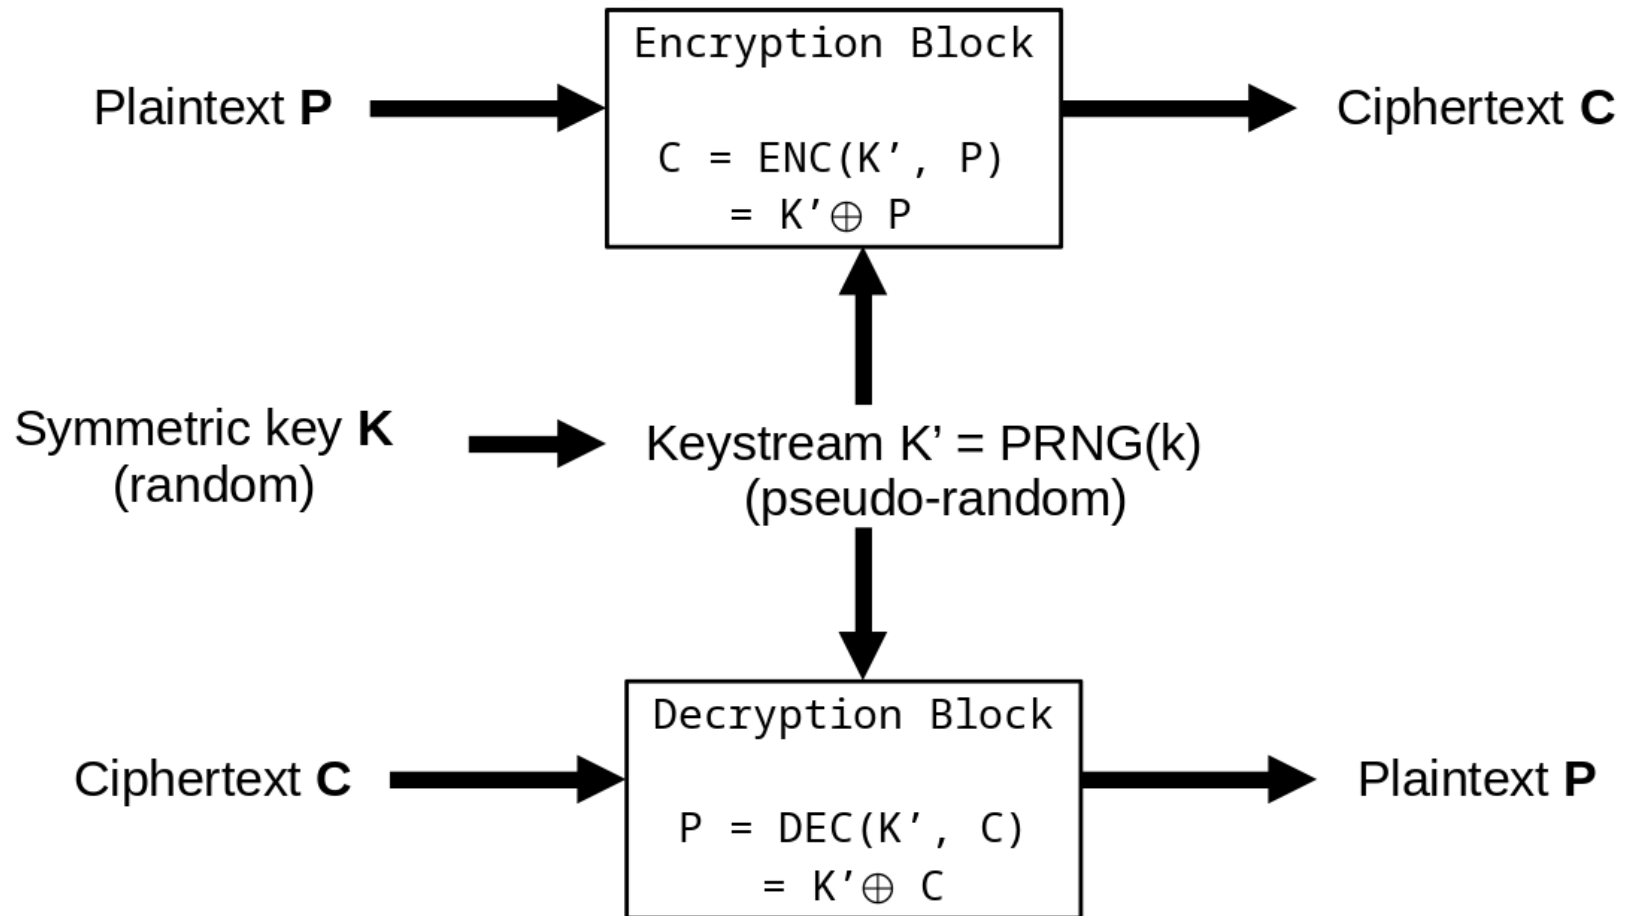 Encryption Block
Plaintext P
Ciphertext C
C = ENC(K’, P)
= K’⊕ P
Symmetric key K
(random)
Keystream K’ = PRNG(k)
(pseudo-random)
Decryption Block
Ciphertext C
Plaintext P
P = DEC(K’, C)
= K’⊕ C